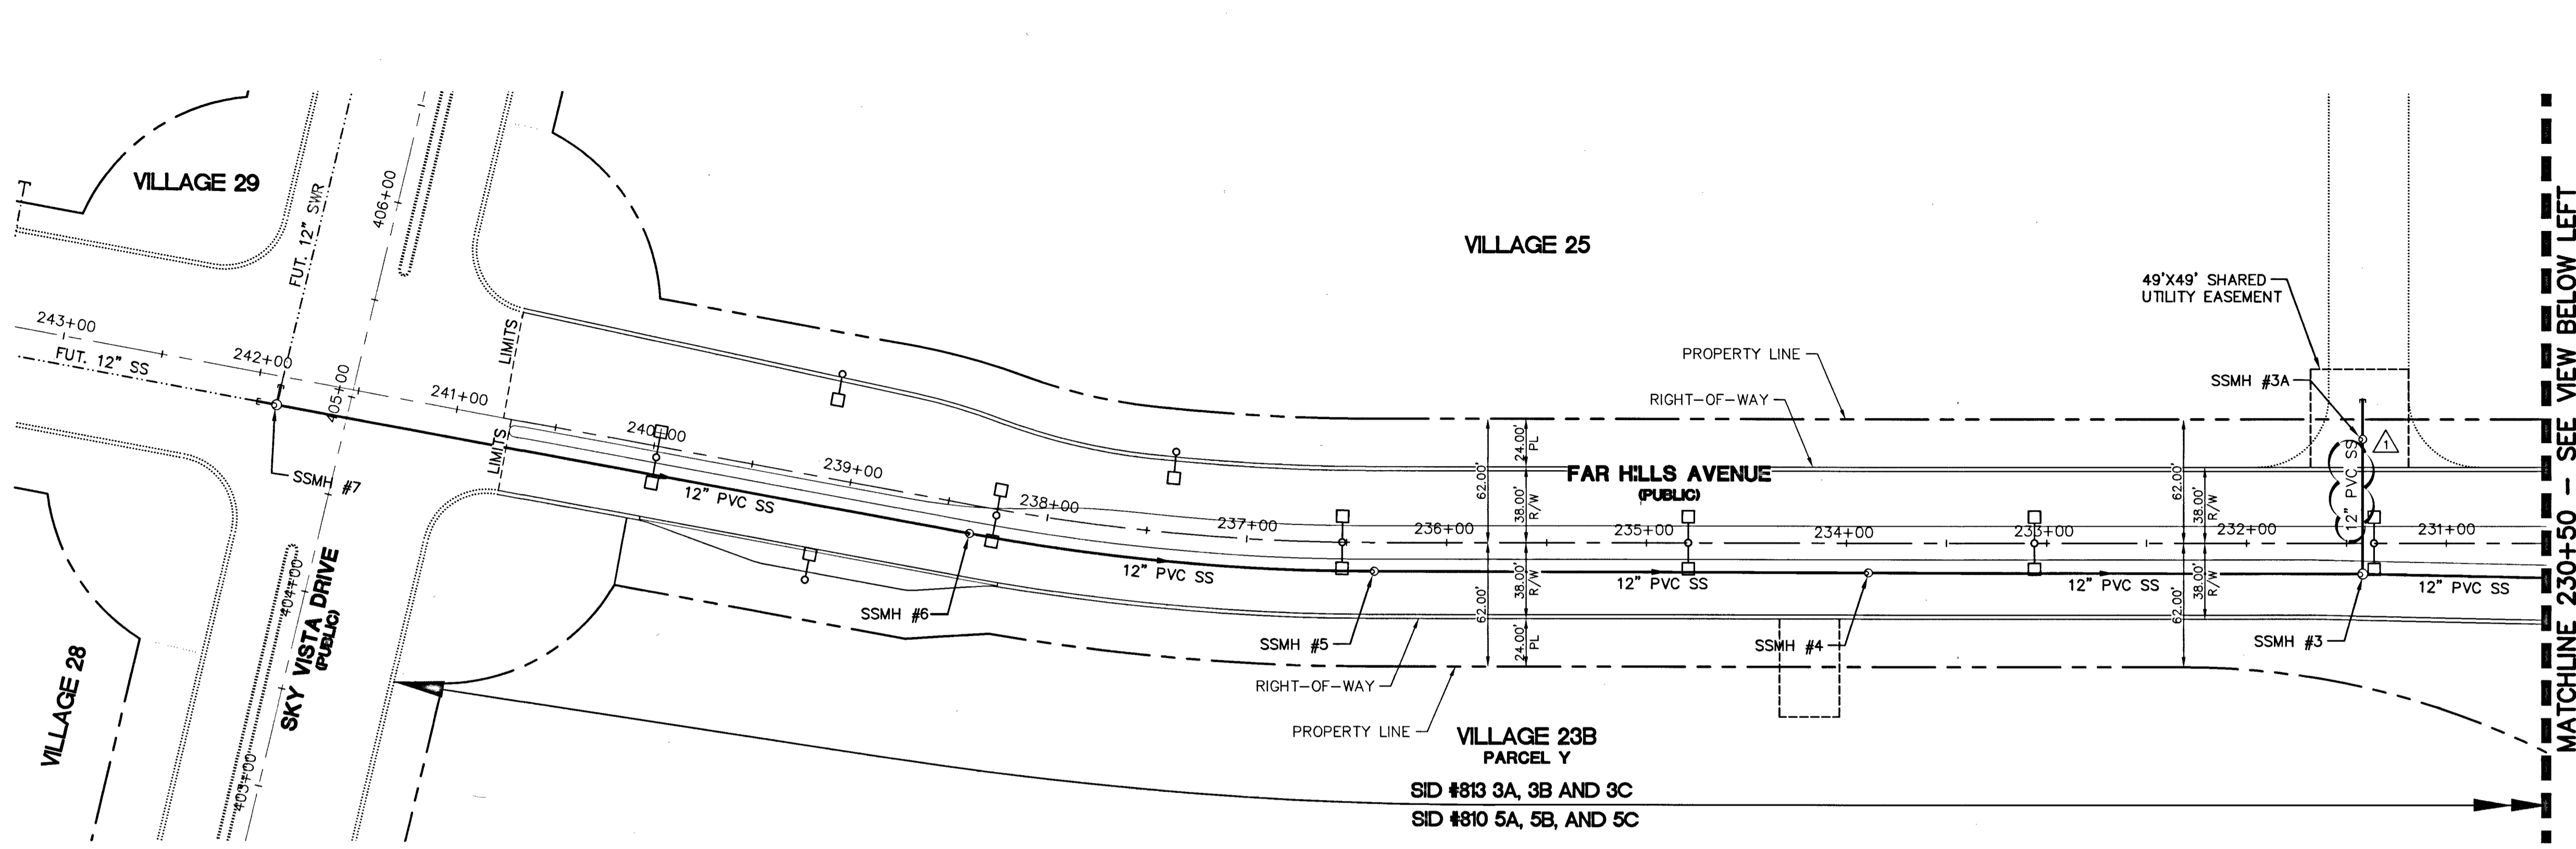 VILLAGE 29
FUT. 12" SWR
406+00
VILLAGE 25
49'X49' SHARED
UTILITY EASEMENT
243+00
FUT. 12" SS
242+00
405+00
241+00
LIMITS
LIMITS
240+00
239+00
238+00
237+00
236+00
235+00
234+00
233+00
232+00
231+00
PROPERTY LINE
RIGHT-OF-WAY
SSMH #3A
1
12" PVC SS
FAR HILLS AVENUE
(PUBLIC)
62.00'
24.00'
PL
38.00'
R/W
62.00'
38.00'
R/W
24.00'
PL
62.00'
38.00'
R/W
62.00'
38.00'
R/W
SSMH #7
12" PVC SS
12" PVC SS
12" PVC SS
12" PVC SS
12" PVC SS
SSMH #6
SSMH #5
SSMH #4
SSMH #3
RIGHT-OF-WAY
PROPERTY LINE
404+00
SKY VISTA DRIVE
(PUBLIC)
403+00
VILLAGE 28
VILLAGE 23B
PARCEL Y
SID #813 3A, 3B AND 3C
SID #810 5A, 5B, AND 5C
MATCHLINE 230+50 - SEE VIEW BELOW LEFT